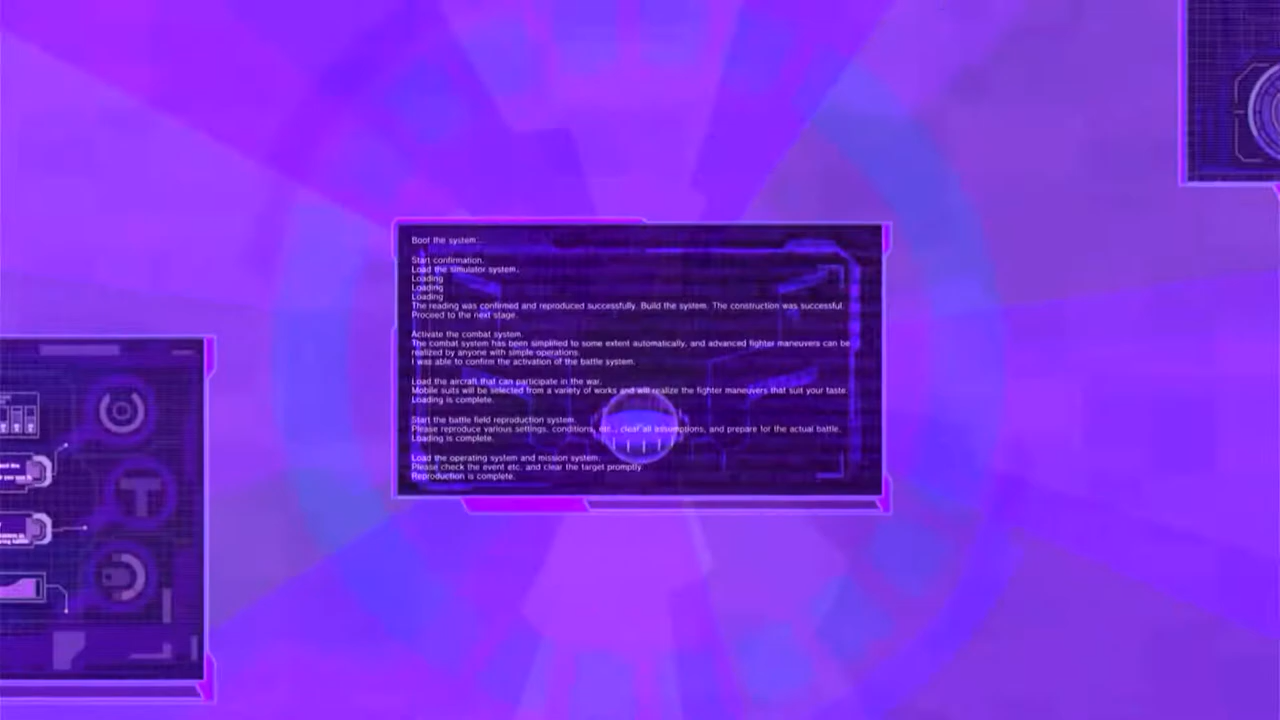 Boot the system...
Start confirmation.
Load the simulator system.
Loading
Loading
Loading
The reading was confirmed and reproduced successfully. Build the system. The construction was successful.
Proceed to the next stage.
Activate the combat system.
The combat system has been simplified to some extent automatically, and advanced fighter maneuvers can be
realized by anyone with simple operations.
I was able to confirm the activation of the battle system.
Load the aircraft that can participate in the war.
Mobile suits will be selected from a variety of works and will realize the fighter maneuvers that suit your taste.
Loading is complete.
Start the battle field reproduction system.
Please reproduce various settings, conditions, etc., clear all assumptions, and prepare for the actual battle.
Loading is complete.
Load the operating system and mission system.
Please check the event etc. and clear the target promptly
Reproduction is complete.